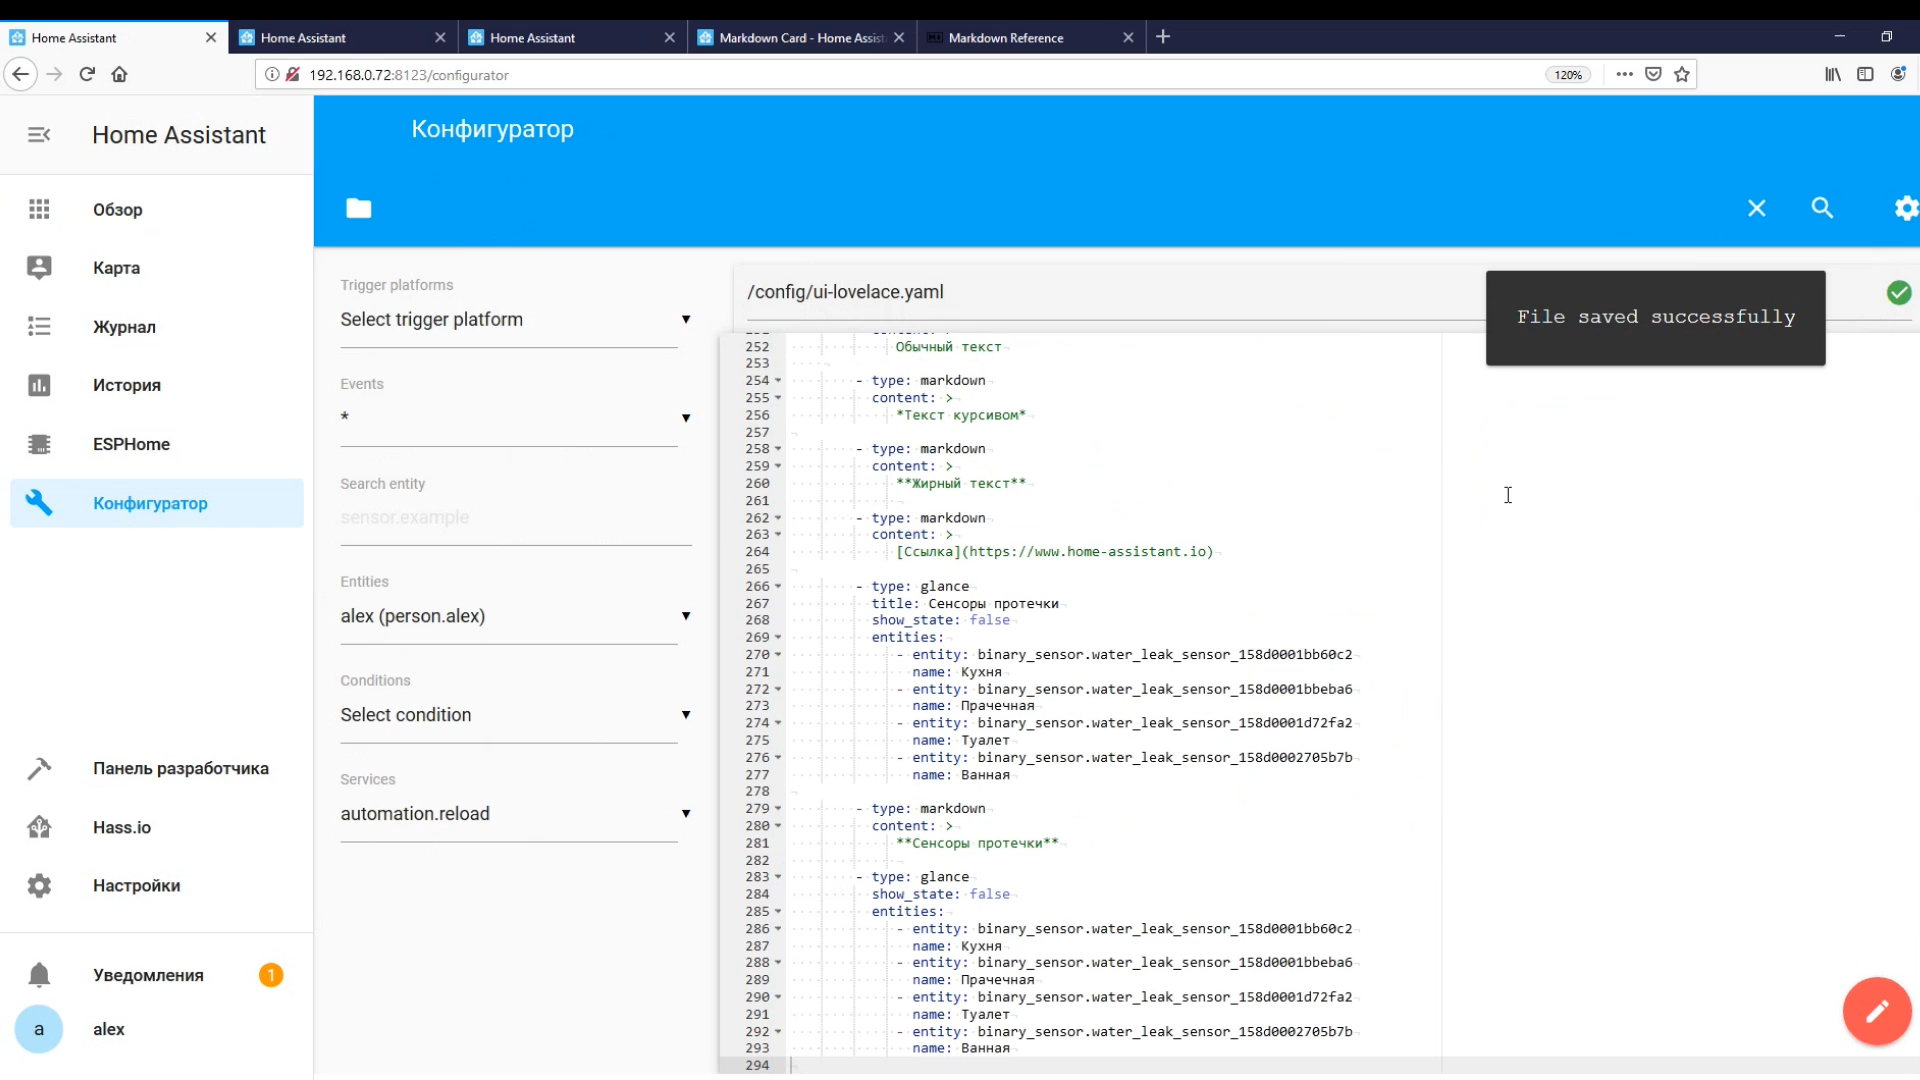 Home Assistant
Home Assistant
Home Assistant
Markdown Card - Home Assist
Markdown Reference
192.168.0.72:8123/configurator
120%
Home Assistant
Конфигуратор
Обзор
Карта
Журнал
История
ESPHome
Конфигуратор
Панель разработчика
Hass.io
Настройки
Уведомления
1
a
alex
Trigger platforms
Select trigger platform
Events
*
Search entity
sensor.example
Entities
alex (person.alex)
Conditions
Select condition
Services
automation.reload
/config/ui-lovelace.yaml
File saved successfully
252 Обычный текст
253
254 - type: markdown
255 content: >
256 *Текст курсивом*
257
258 - type: markdown
259 content: >
260 **Жирный текст**
261
262 - type: markdown
263 content: >
264 [Ссылка](https://www.home-assistant.io)
265
266 - type: glance
267 title: Сенсоры протечки
268 show_state: false
269 entities:
270 - entity: binary_sensor.water_leak_sensor_158d0001bb60c2
271 name: Кухня
272 - entity: binary_sensor.water_leak_sensor_158d0001bbeba6
273 name: Прачечная
274 - entity: binary_sensor.water_leak_sensor_158d0001d72fa2
275 name: Туалет
276 - entity: binary_sensor.water_leak_sensor_158d0002705b7b
277 name: Ванная
278
279 - type: markdown
280 content: >
281 **Сенсоры протечки**
282
283 - type: glance
284 show_state: false
285 entities:
286 - entity: binary_sensor.water_leak_sensor_158d0001bb60c2
287 name: Кухня
288 - entity: binary_sensor.water_leak_sensor_158d0001bbeba6
289 name: Прачечная
290 - entity: binary_sensor.water_leak_sensor_158d0001d72fa2
291 name: Туалет
292 - entity: binary_sensor.water_leak_sensor_158d0002705b7b
293 name: Ванная
294